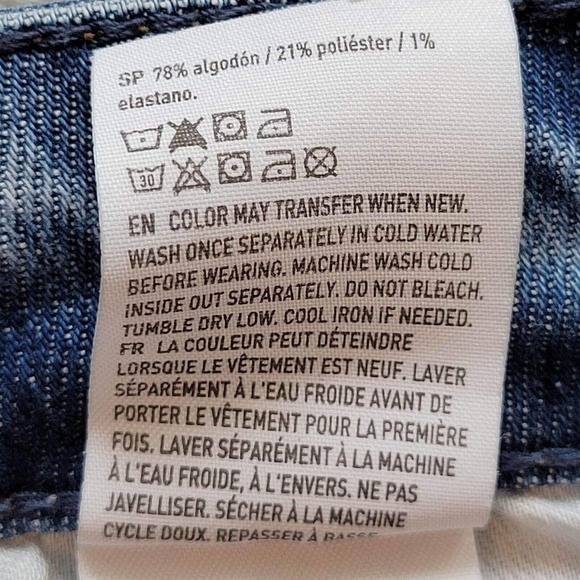 SP 78% algodón / 21% poliéster / 1%
elastano.
30
EN COLOR MAY TRANSFER WHEN NEW.
WASH ONCE SEPARATELY IN COLD WATER
BEFORE WEARING. MACHINE WASH COLD
INSIDE OUT SEPARATELY. DO NOT BLEACH.
TUMBLE DRY LOW. COOL IRON IF NEEDED.
FR LA COULEUR PEUT DÉTEINDRE
LORSQUE LE VÊTEMENT EST NEUF. LAVER
SÉPARÉMENT À L'EAU FROIDE AVANT DE
PORTER LE VÊTEMENT POUR LA PREMIÈRE
FOIS. LAVER SÉPARÉMENT À LA MACHINE
À L'EAU FROIDE, À L'ENVERS. NE PAS
JAVELLISER. SÉCHER À LA MACHINE
CYCLE DOUX. REPASSER À BASSE